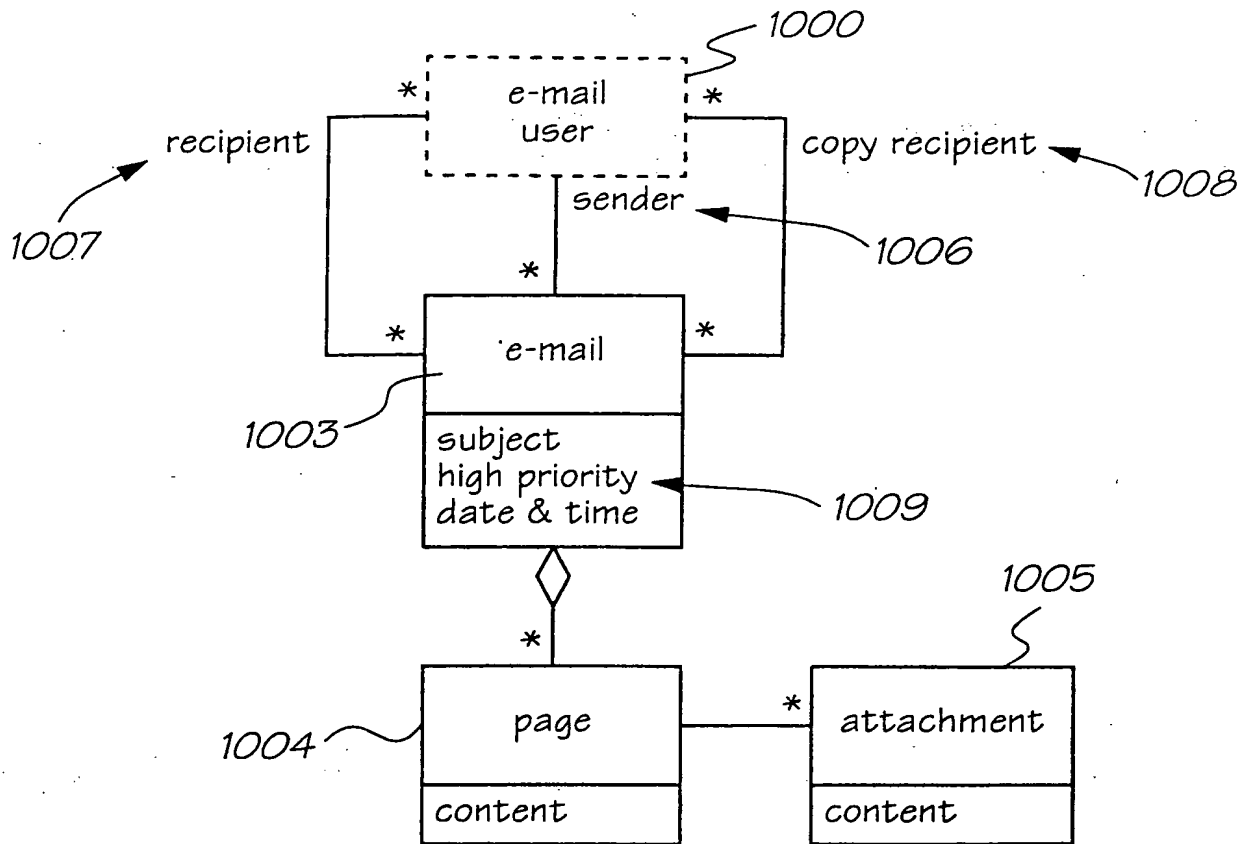 1000
*
e-mail
user
*
recipient
copy recipient
1008
sender
1007
1006
*
*
e-mail
*
1003
subject
high priority
date & time
1009
1005
*
page
*
attachment
1004
content
content